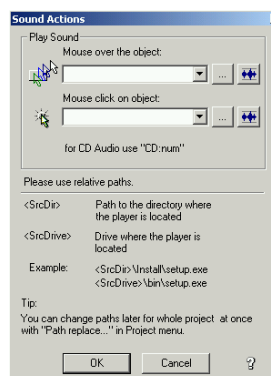 Sound Actions
Play Sound
Mouse over the object:
...
Mouse click on object:
...
for CD Audio use "CD:num"
Please use relative paths.
<SrcDir> Path to the directory where
the player is located
<SrcDrive> Drive where the player is
located
Example: <SrcDir>\Install\setup.exe
<SrcDrive>\bin\setup.exe
Tip:
You can change paths later for whole project at once
with "Path replace..." in Project menu.
OK Cancel ?